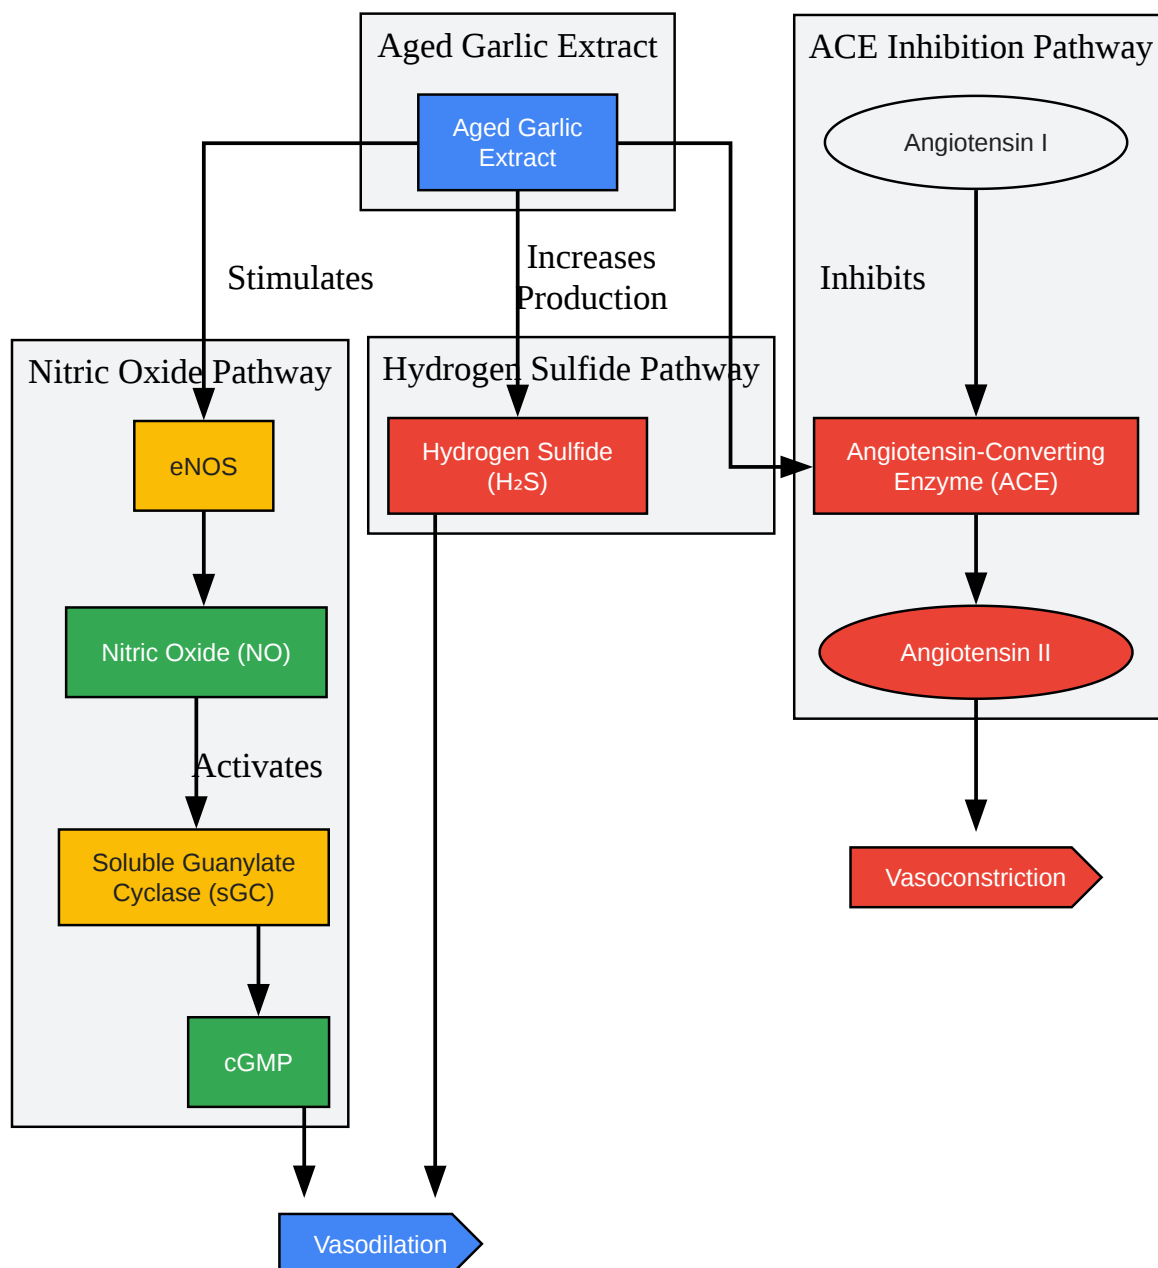 Aged Garlic Extract
ACE Inhibition Pathway
Aged Garlic
Extract
Angiotensin I
Stimulates
Increases
Production
Inhibits
Nitric Oxide Pathway
Hydrogen Sulfide Pathway
eNOS
Hydrogen Sulfide
(H₂S)
Angiotensin-Converting
Enzyme (ACE)
Nitric Oxide (NO)
Angiotensin II
Activates
Soluble Guanylate
Cyclase (sGC)
Vasoconstriction
cGMP
Vasodilation